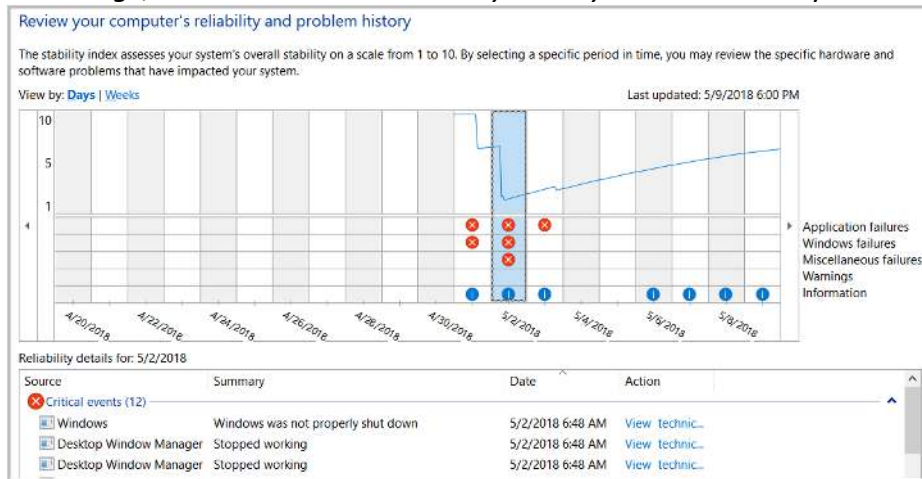 Review your computer's reliability and problem history
The stability index assesses your system's overall stability on a scale from 1 to 10. By selecting a specific period in time, you may review the specific hardware and
software problems that have impacted your system.
View by: Days | Weeks
Last updated: 5/9/2018 6:00 PM
10
5
1
Application failures
Windows failures
Miscellaneous failures
Warnings
Information
4/20/2018
4/22/2018
4/24/2018
4/26/2018
4/28/2018
4/30/2018
5/2/2018
5/4/2018
5/6/2018
5/8/2018
Reliability details for: 5/2/2018
Source Summary Date Action
Critical events (12)
Windows Windows was not properly shut down 5/2/2018 6:48 AM View technic...
Desktop Window Manager Stopped working 5/2/2018 6:48 AM View technic...
Desktop Window Manager Stopped working 5/2/2018 6:48 AM View technic...